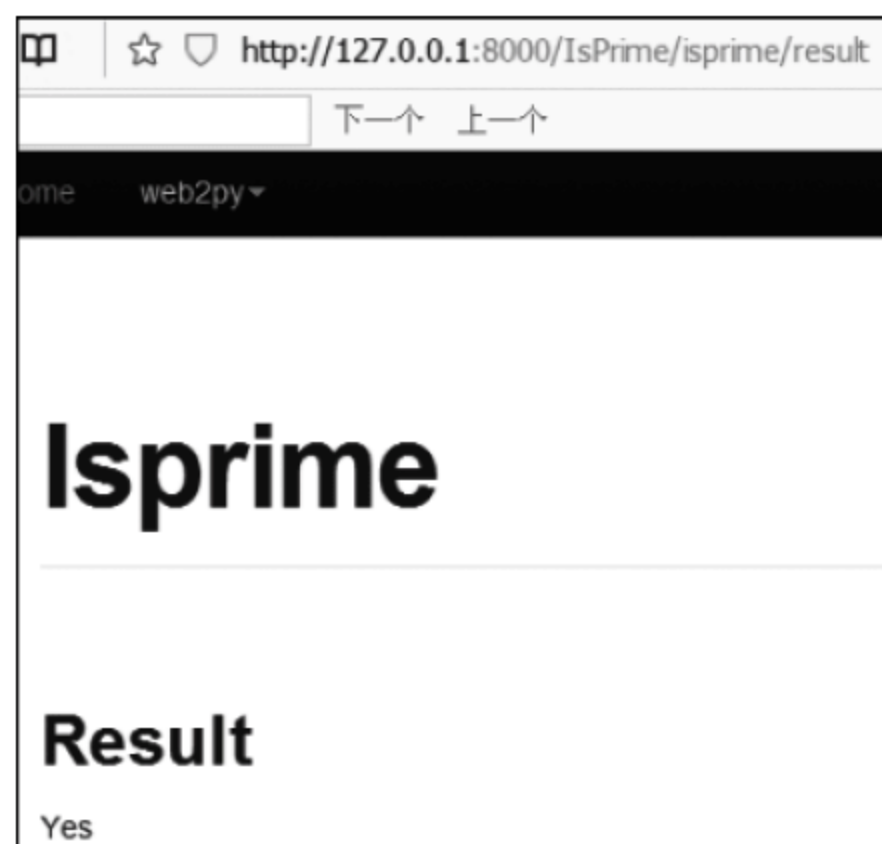 http://127.0.0.1:8000/IsPrime/isprime/result
下一个 上一个
ome web2py
Isprime
Result
Yes